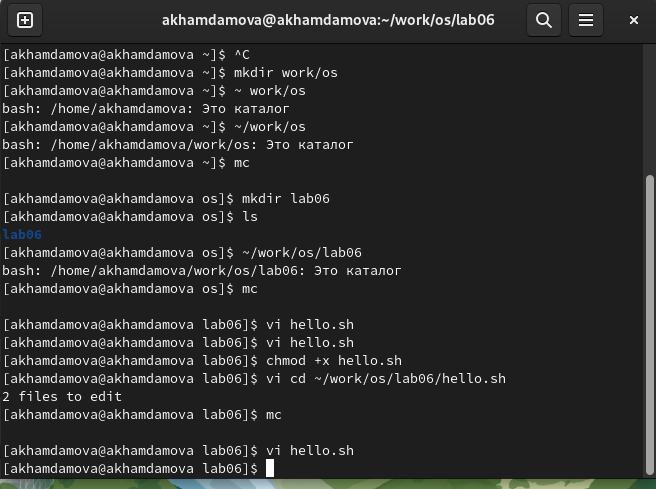 akhamdamova@akhamdamova:~/work/os/lab06
[akhamdamova@akhamdamova ~]$ ^C
[akhamdamova@akhamdamova ~]$ mkdir work/os
[akhamdamova@akhamdamova ~]$ ~ work/os
bash: /home/akhamdamova: Это каталог
[akhamdamova@akhamdamova ~]$ ~/work/os
bash: /home/akhamdamova/work/os: Это каталог
[akhamdamova@akhamdamova ~]$ mc
[akhamdamova@akhamdamova os]$ mkdir lab06
[akhamdamova@akhamdamova os]$ ls
lab06
[akhamdamova@akhamdamova os]$ ~/work/os/lab06
bash: /home/akhamdamova/work/os/lab06: Это каталог
[akhamdamova@akhamdamova os]$ mc
[akhamdamova@akhamdamova lab06]$ vi hello.sh
[akhamdamova@akhamdamova lab06]$ vi hello.sh
[akhamdamova@akhamdamova lab06]$ chmod +x hello.sh
[akhamdamova@akhamdamova lab06]$ vi cd ~/work/os/lab06/hello.sh
2 files to edit
[akhamdamova@akhamdamova lab06]$ mc
[akhamdamova@akhamdamova lab06]$ vi hello.sh
[akhamdamova@akhamdamova lab06]$